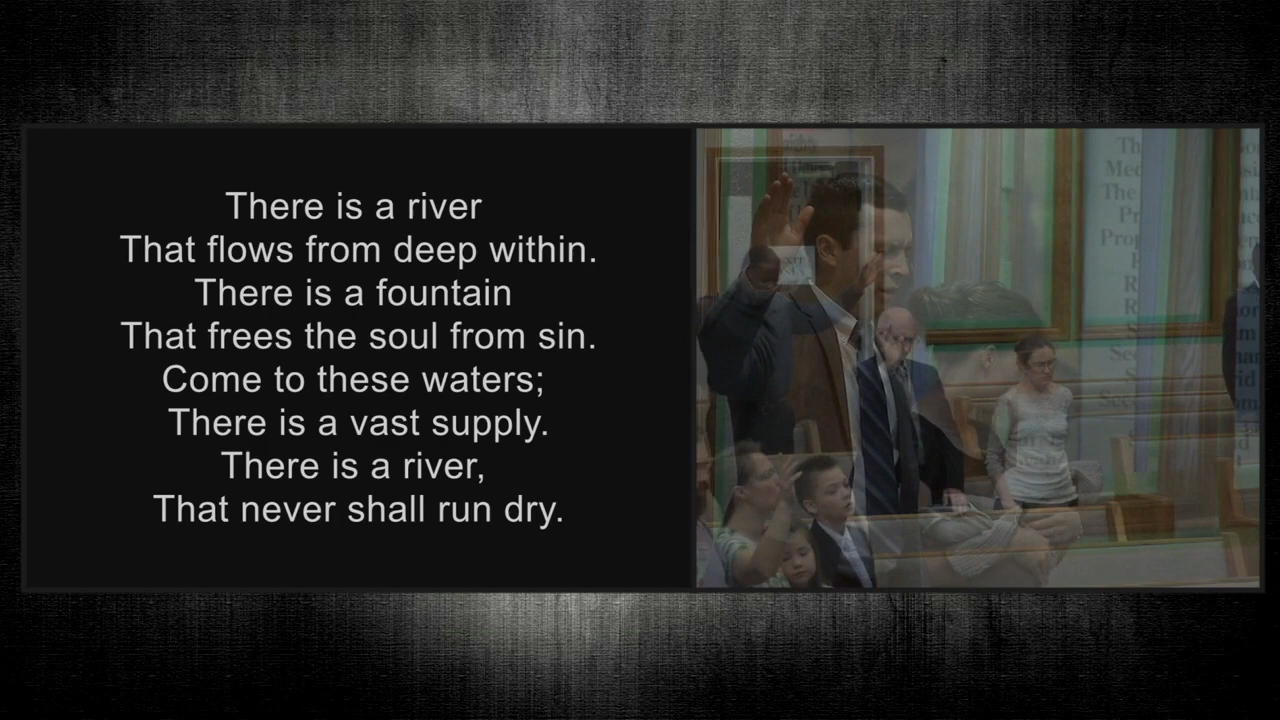 There is a river
That flows from deep within.
There is a fountain
That frees the soul from sin.
Come to these waters;
There is a vast supply.
There is a river,
That never shall run dry.